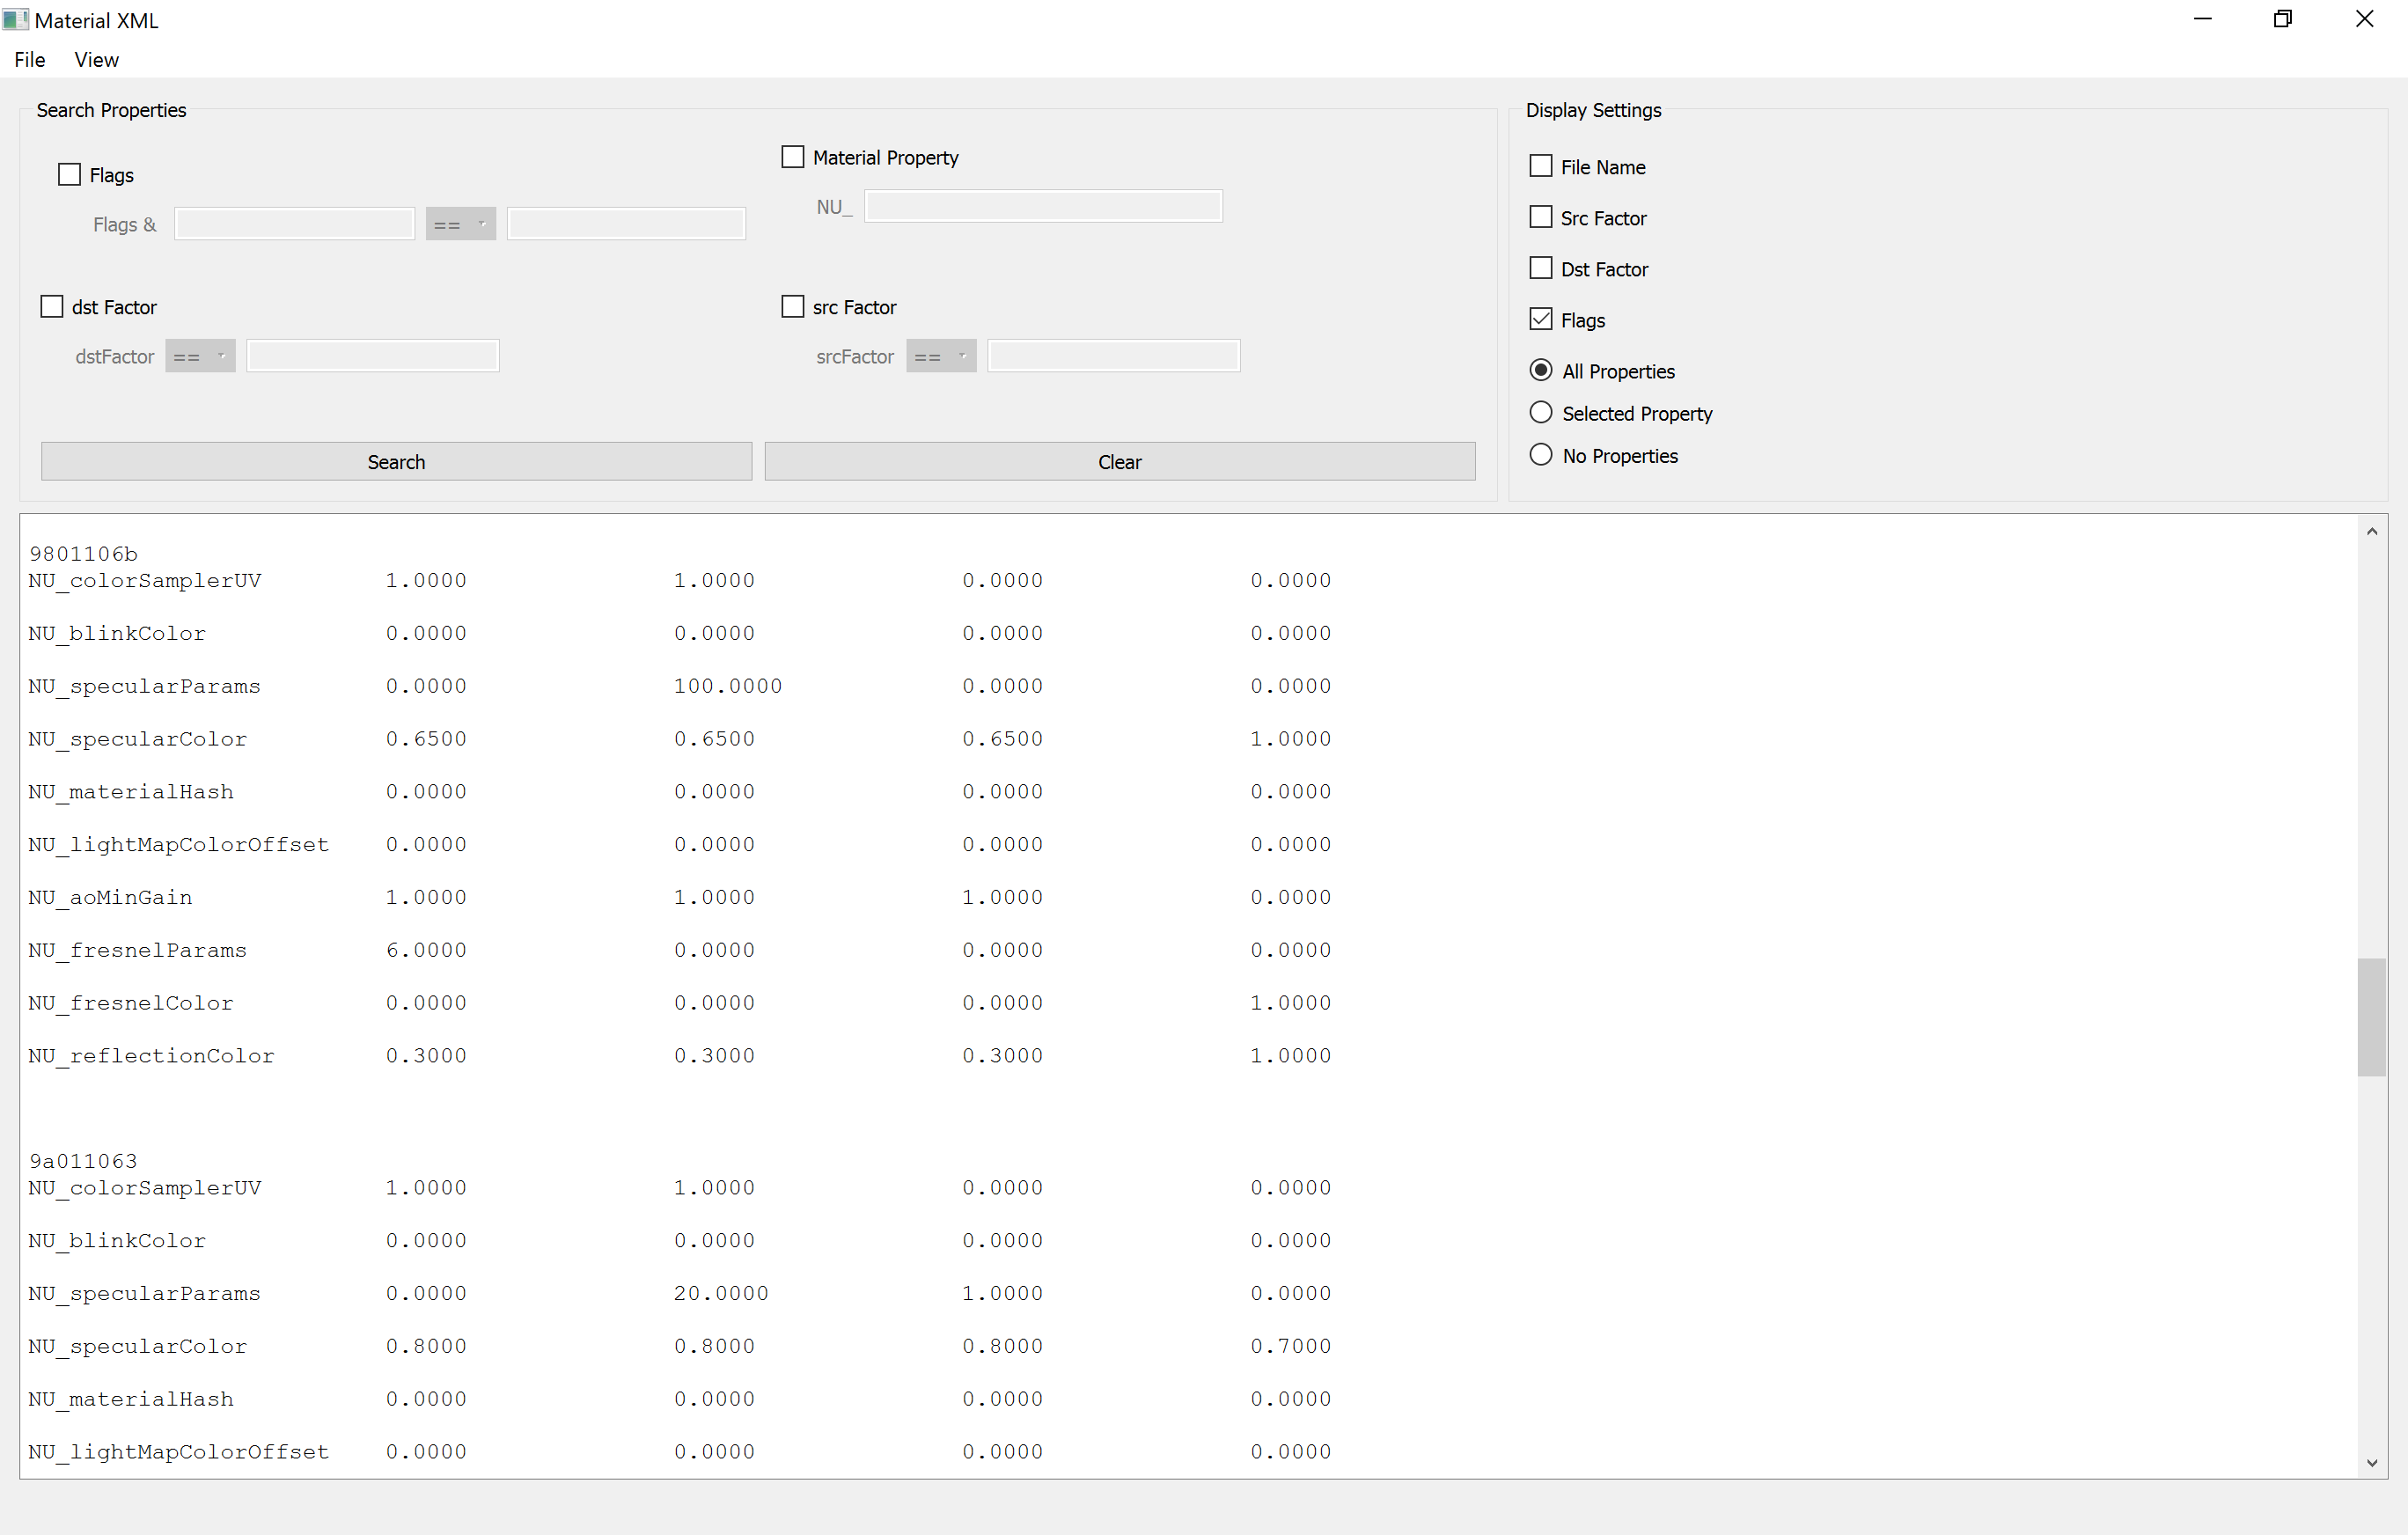 Material XML
File View
Search Properties
Flags
Flags & ==
Material Property
NU_
dst Factor
dstFactor ==
src Factor
srcFactor ==
Search Clear
Display Settings
File Name
Src Factor
Dst Factor
Flags
All Properties
Selected Property
No Properties
9801106b
NU_colorSamplerUV 1.0000 1.0000 0.0000 0.0000
NU_blinkColor 0.0000 0.0000 0.0000 0.0000
NU_specularParams 0.0000 100.0000 0.0000 0.0000
NU_specularColor 0.6500 0.6500 0.6500 1.0000
NU_materialHash 0.0000 0.0000 0.0000 0.0000
NU_lightMapColorOffset 0.0000 0.0000 0.0000 0.0000
NU_aoMinGain 1.0000 1.0000 1.0000 0.0000
NU_fresnelParams 6.0000 0.0000 0.0000 0.0000
NU_fresnelColor 0.0000 0.0000 0.0000 1.0000
NU_reflectionColor 0.3000 0.3000 0.3000 1.0000
9a011063
NU_colorSamplerUV 1.0000 1.0000 0.0000 0.0000
NU_blinkColor 0.0000 0.0000 0.0000 0.0000
NU_specularParams 0.0000 20.0000 1.0000 0.0000
NU_specularColor 0.8000 0.8000 0.8000 0.7000
NU_materialHash 0.0000 0.0000 0.0000 0.0000
NU_lightMapColorOffset 0.0000 0.0000 0.0000 0.0000